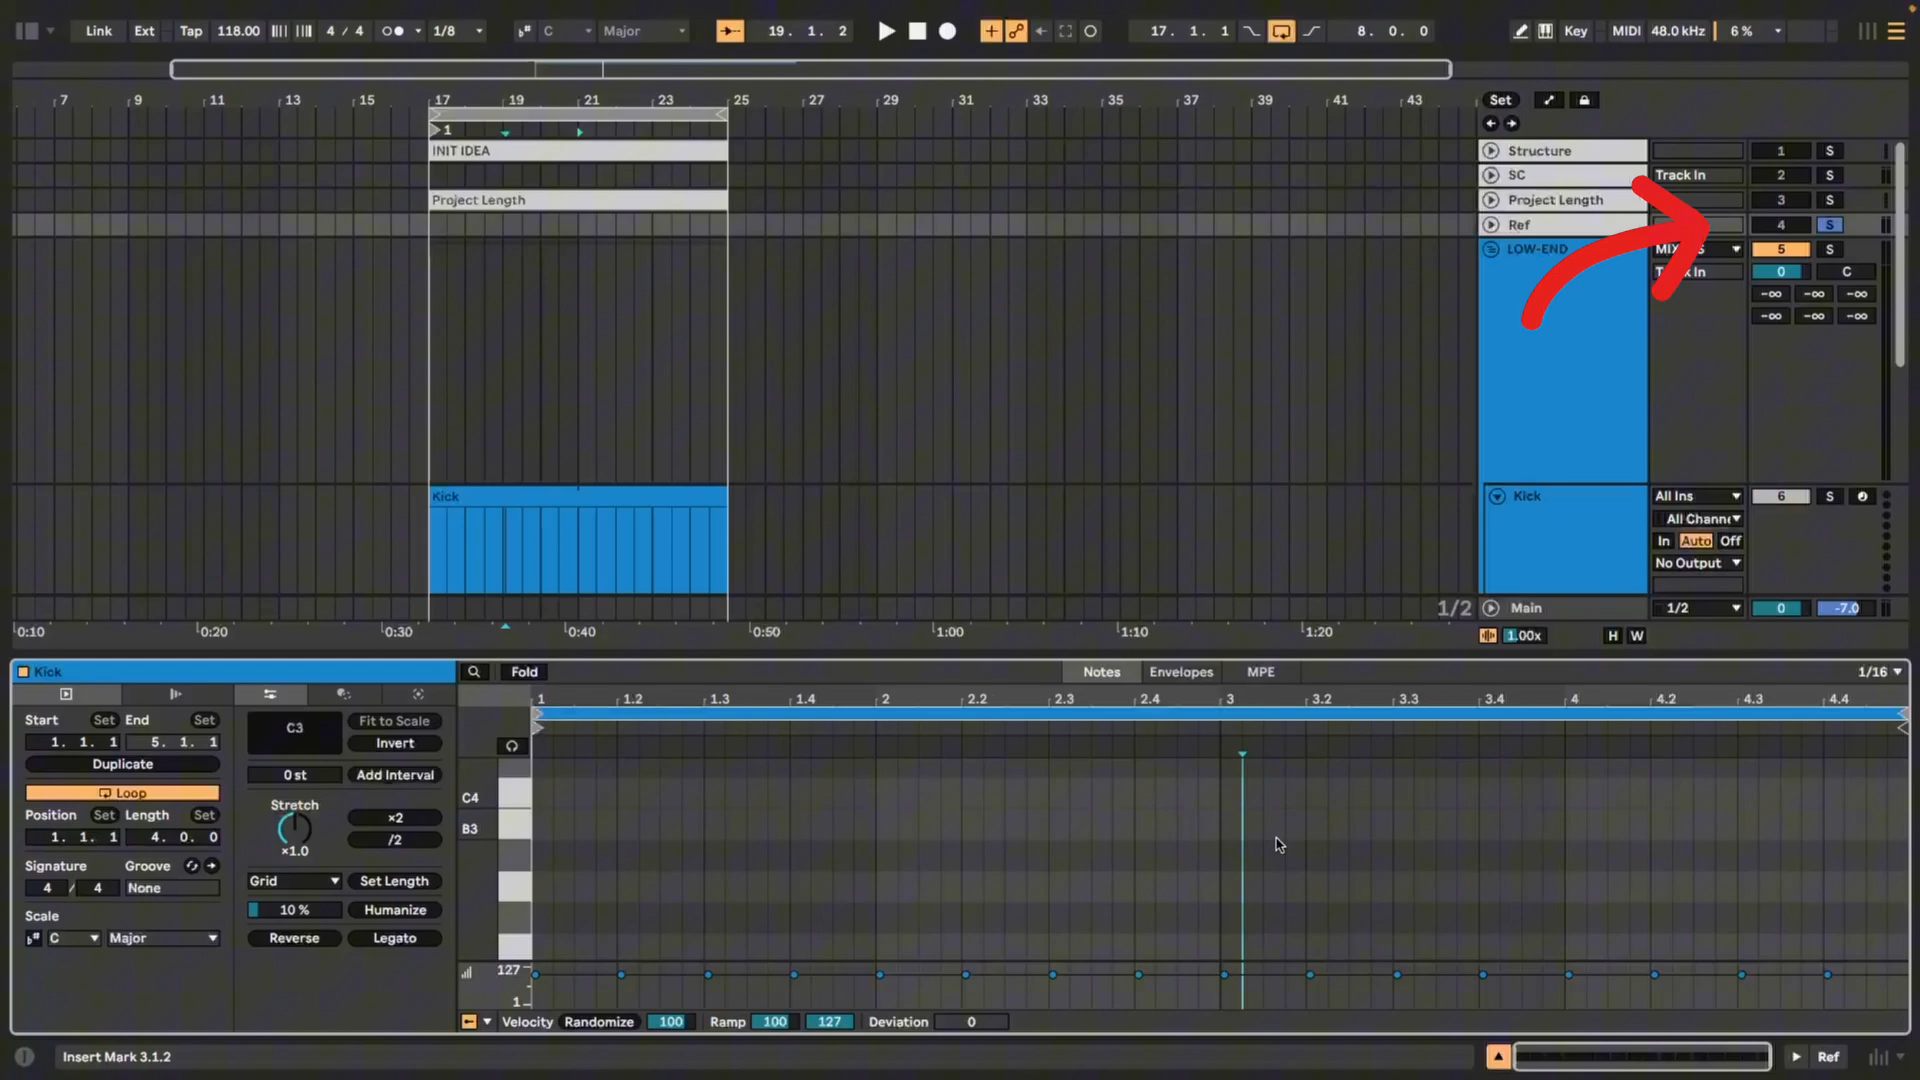 Link Ext Tap 118.00 4 / 4 1/8 C Major 19. 1. 2 17. 1. 1 8. 0. 0 Key MIDI 48.0 kHz 6 %
7 9 11 13 15 17 19 21 23 25 27 29 31 33 35 37 39 41 43 Set
1
INIT IDEA Structure 1 S
SC Track In 2 S
Project Length Project Length 3 S
Ref 4 S
LOW-END 5 S
0 C
-∞ -∞ -∞
-∞ -∞ -∞
Kick Kick All Ins 6 S
All Channe
In Auto Off
No Output
1/2 Main 1/2 0 -7.0
0:10 0:20 0:30 0:40 0:50 1:00 1:10 1:20 1.00x H W
Kick Fold Notes Envelopes MPE 1/16
1 1.2 1.3 1.4 2 2.2 2.3 2.4 3 3.2 3.3 3.4 4 4.2 4.3 4.4
Start Set End Set C3 Fit to Scale
1. 1. 1 5. 1. 1 Invert
Duplicate 0 st Add Interval
Loop Stretch ×2 C4
Position Set Length Set B3
1. 1. 1 4. 0. 0 ×1.0 /2
Signature Groove Grid Set Length
4 / 4 None
10 % Humanize
Scale
C Major Reverse Legato
127
1
Velocity Randomize 100 Ramp 100 127 Deviation 0
Insert Mark 3.1.2 Ref